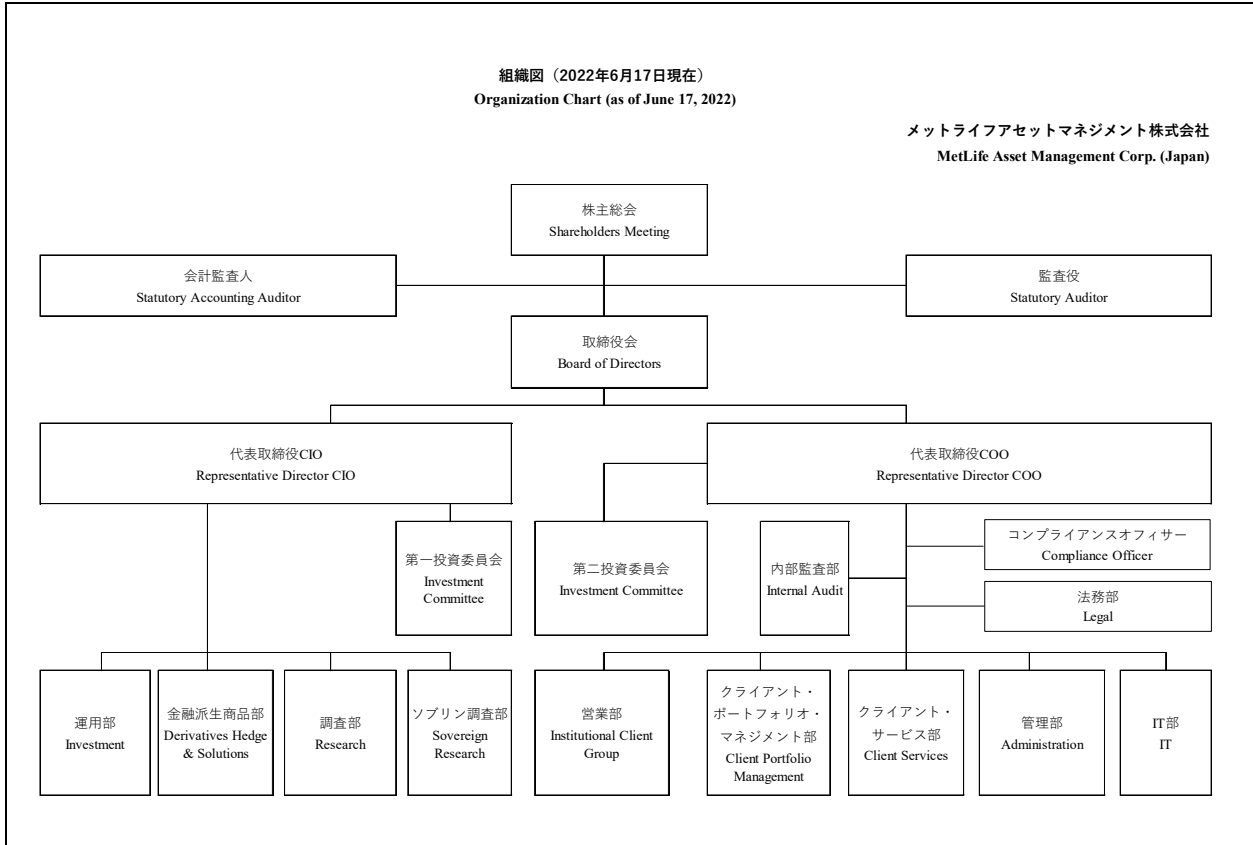 組織図（2022年6月17日現在）
Organization Chart (as of June 17, 2022)
メットライフアセットマネジメント株式会社
MetLife Asset Management Corp. (Japan)
株主総会
Shareholders Meeting
会計監査人
Statutory Accounting Auditor
監査役
Statutory Auditor
取締役会
Board of Directors
代表取締役CIO
Representative Director CIO
代表取締役COO
Representative Director COO
第一投資委員会
Investment
Committee
第二投資委員会
Investment Committee
内部監査部
Internal Audit
コンプライアンスオフィサー
Compliance Officer
法務部
Legal
運用部
Investment
金融派生商品部
Derivatives Hedge
& Solutions
調査部
Research
ソブリン調査部
Sovereign
Research
営業部
Institutional Client
Group
クライアント・
ポートフォリオ・
マネジメント部
Client Portfolio
Management
クライアント・
サービス部
Client Services
管理部
Administration
IT部
IT